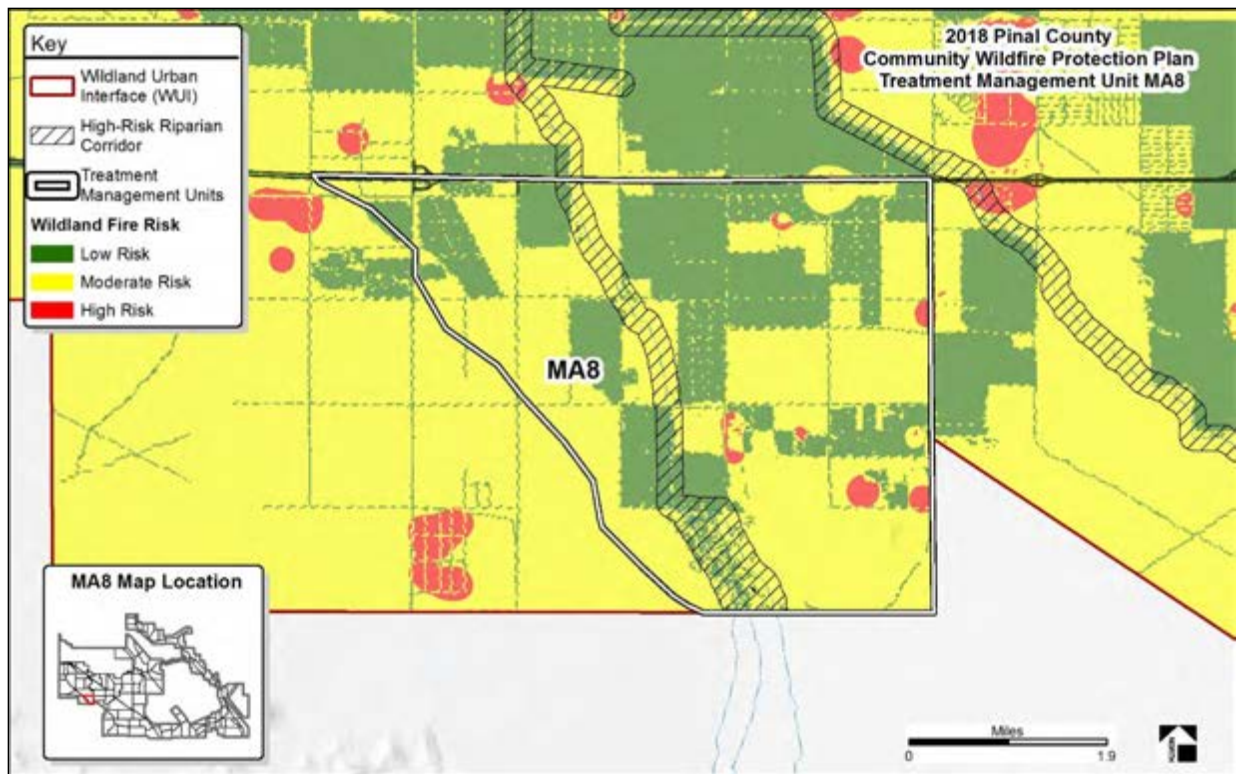 Key
Wildland Urban
Interface (WUI)
High-Risk Riparian
Corridor
Treatment
Management Units
Wildland Fire Risk
Low Risk
Moderate Risk
High Risk
2018 Pinal County
Community Wildfire Protection Plan
Treatment Management Unit MA8
MA8
MA8 Map Location
Miles
0
1.9